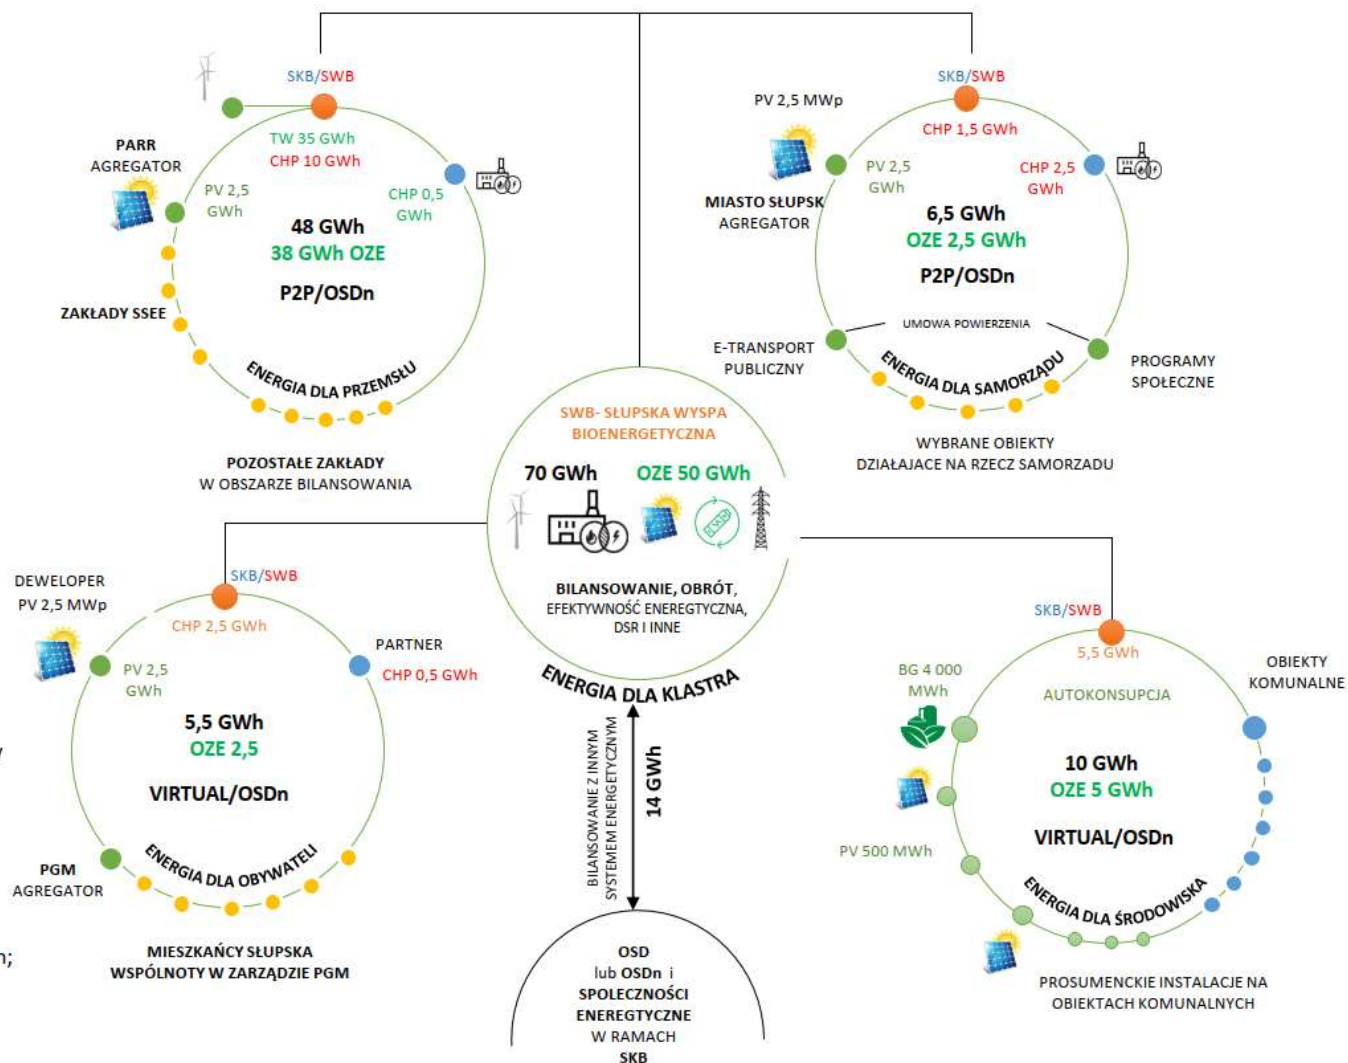 SKB/SWB
TW 35 GWh
CHP 10 GWh
PARR
AGREGATOR
PV 2,5
GWh
CHP 0,5
GWh
48 GWh
38 GWh OZE
P2P/OSDn
ZAKŁADY SSEE
ENERGIA DLA PRZEMSŁU
POZOSTAŁE ZAKŁADY
W OBSZARZE BILANSOWANIA
SKB/SWB
PV 2,5 MWp
CHP 1,5 GWh
PV 2,5
GWh
CHP 2,5
GWh
MIASTO SŁUPSK
AGREGATOR
6,5 GWh
OZE 2,5 GWh
P2P/OSDn
UMOWA POWIERZENIA
E-TRANSPORT
PUBLICZNY
PROGRAMY
SPOŁECZNE
ENERGIA DLA SAMORZĄDU
WYBRANE OBIEKTY
DZIAŁAJACE NA RZECZ SAMORZADU
SWB- SŁUPSKA WYSPA
BIOENERGETYCZNA
70 GWh
OZE 50 GWh
BILANSOWANIE, OBRÓT,
EFEKTYWNOŚĆ ENEREGTYCZNA,
DSR I INNE
ENERGIA DLA KLASTRA
BILANSOWANIE Z INNYM
SYSTEMEM ENERGETYCZNYM
14 GWh
OSD
lub OSDn i
SPOLECZNOŚCI
ENEREGTYCZNE
W RAMACH
SKB
SKB/SWB
DEWELOPER
PV 2,5 MWp
CHP 2,5 GWh
PARTNER
CHP 0,5 GWh
PV 2,5
GWh
5,5 GWh
OZE 2,5
VIRTUAL/OSDn
PGM
AGREGATOR
ENERGIA DLA OBYWATELI
MIESZKAŃCY SŁUPSKA
WSPÓLNOTY W ZARZĄDZIE PGM
SKB/SWB
5,5 GWh
BG 4 000
MWh
AUTOKONSUPCJA
OBIEKTY
KOMUNALNE
10 GWh
OZE 5 GWh
VIRTUAL/OSDn
PV 500 MWh
ENERGIA DLA ŚRODOWISKA
PROSUMENCKIE INSTALACJE NA
OBIEKTACH KOMUNALNYCH